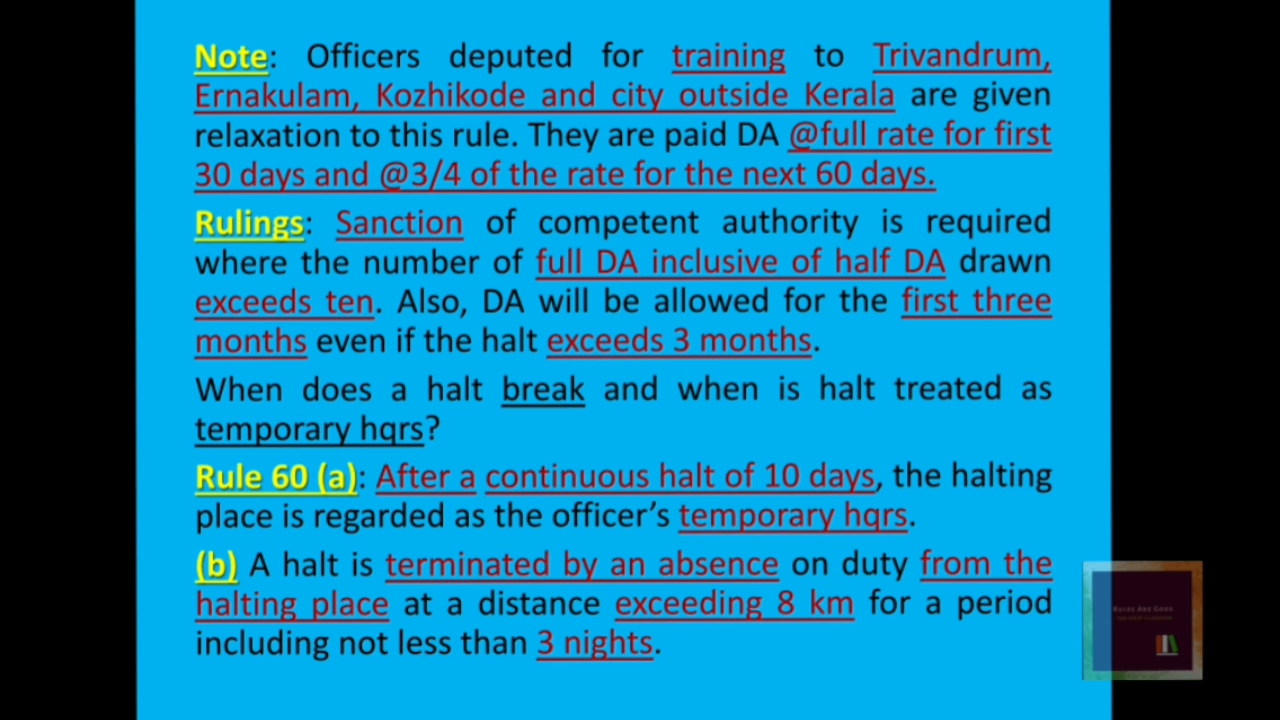 Note: Officers deputed for training to Trivandrum,
Ernakulam, Kozhikode and city outside Kerala are given
relaxation to this rule. They are paid DA @full rate for first
30 days and @3/4 of the rate for the next 60 days.
Rulings: Sanction of competent authority is required
where the number of full DA inclusive of half DA drawn
exceeds ten. Also, DA will be allowed for the first three
months even if the halt exceeds 3 months.
When does a halt break and when is halt treated as
temporary hqrs?
Rule 60 (a): After a continuous halt of 10 days, the halting
place is regarded as the officer’s temporary hqrs.
(b) A halt is terminated by an absence on duty from the
halting place at a distance exceeding 8 km for a period
including not less than 3 nights.